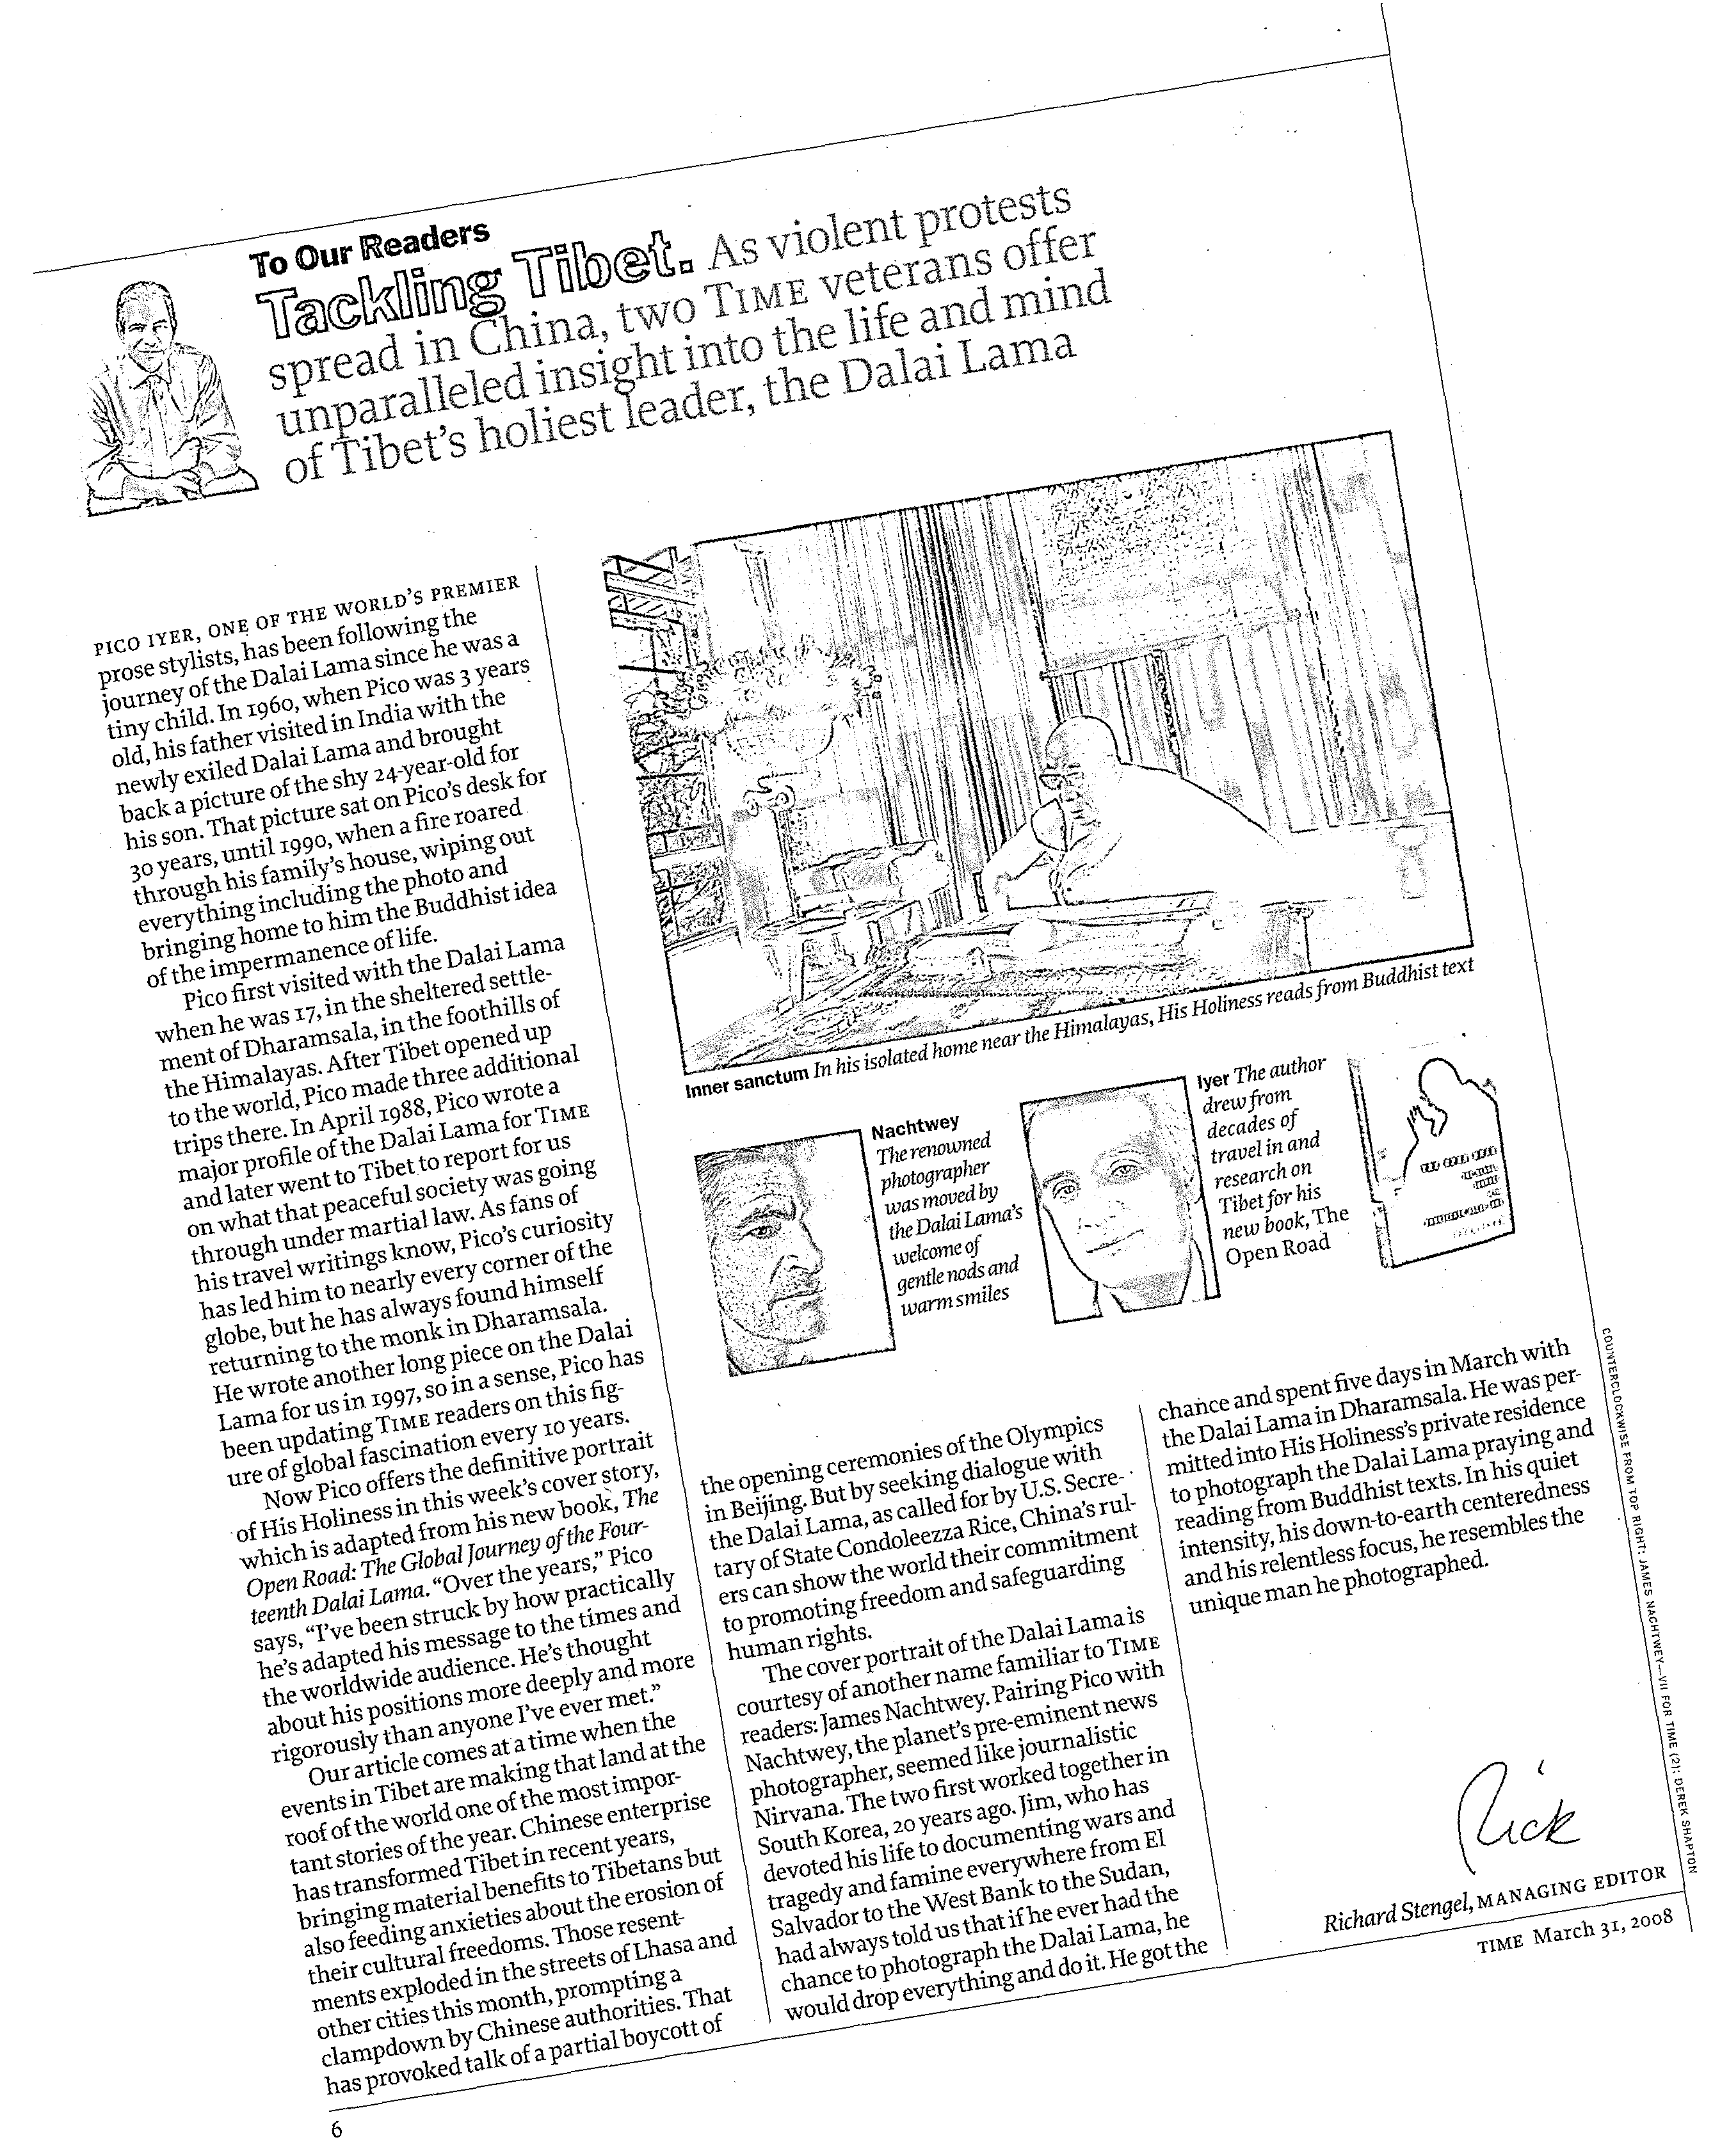 To Our Readers
Tackling Tibet. As violent protests
spread in China, two TIME veterans offer
unparalleled insight into the life and mind
of Tibet's holiest leader, the Dalai Lama
PICO IYER, ONE OF THE WORLD'S PREMIER
prose stylists, has been following the
journey of the Dalai Lama since he was a
tiny child. In 1960, when Pico was 3 years
old, his father visited in India with the
newly exiled Dalai Lama and brought
back a picture of the shy 24-year-old for
his son. That picture sat on Pico's desk for
30 years, until 1990, when a fire roared
through his family's house, wiping out
everything including the photo and
bringing home to him the Buddhist idea
of the impermanence of life.
Pico first visited with the Dalai Lama
when he was 17, in the sheltered settle-
ment of Dharamsala, in the foothills of
the Himalayas. After Tibet opened up
to the world, Pico made three additional
trips there. In April 1988, Pico wrote a
major profile of the Dalai Lama for TIME
and later went to Tibet to report for us
on what that peaceful society was going
through under martial law. As fans of
his travel writings know, Pico's curiosity
has led him to nearly every corner of the
globe, but he has always found himself
returning to the monk in Dharamsala.
He wrote another long piece on the Dalai
Lama for us in 1997, so in a sense, Pico has
been updating TIME readers on this fig-
ure of global fascination every 10 years.
Now Pico offers the definitive portrait
of His Holiness in this week's cover story,
which is adapted from his new book, The
Open Road: The Global Journey of the Four-
teenth Dalai Lama. "Over the years," Pico
says, "I've been struck by how practically
he's adapted his message to the times and
the worldwide audience. He's thought
about his positions more deeply and more
rigorously than anyone I've ever met."
Our article comes at a time when the
events in Tibet are making that land at the
roof of the world one of the most impor-
tant stories of the year. Chinese enterprise
has transformed Tibet in recent years,
bringing material benefits to Tibetans but
also feeding anxieties about the erosion of
their cultural freedoms. Those resent-
ments exploded in the streets of Lhasa and
other cities this month, prompting a
clampdown by Chinese authorities. That
has provoked talk of a partial boycott of
Inner sanctum In his isolated home near the Himalayas, His Holiness reads from Buddhist text
Nachtwey
The renowned
photographer
was moved by
the Dalai Lama's
welcome of
gentle nods and
warm smiles
Iyer The author
drew from
decades of
travel in and
research on
Tibet for his
new book, The
Open Road
the opening ceremonies of the Olympics
in Beijing. But by seeking dialogue with
the Dalai Lama, as called for by U.S. Secre-
tary of State Condoleezza Rice, China's rul-
ers can show the world their commitment
to promoting freedom and safeguarding
human rights.
The cover portrait of the Dalai Lama is
courtesy of another name familiar to TIME
readers: James Nachtwey. Pairing Pico with
Nachtwey, the planet's pre-eminent news
photographer, seemed like journalistic
Nirvana. The two first worked together in
South Korea, 20 years ago. Jim, who has
devoted his life to documenting wars and
tragedy and famine everywhere from El
Salvador to the West Bank to the Sudan,
had always told us that if he ever had the
chance to photograph the Dalai Lama, he
would drop everything and do it. He got the
chance and spent five days in March with
the Dalai Lama in Dharamsala. He was per-
mitted into His Holiness's private residence
to photograph the Dalai Lama praying and
reading from Buddhist texts. In his quiet
intensity, his down-to-earth centeredness
and his relentless focus, he resembles the
unique man he photographed.
Rick
Richard Stengel, MANAGING EDITOR
COUNTERCLOCKWISE FROM TOP RIGHT: JAMES NACHTWEY—VII FOR TIME (2); DEREK SHAPTON
TIME March 31, 2008
6